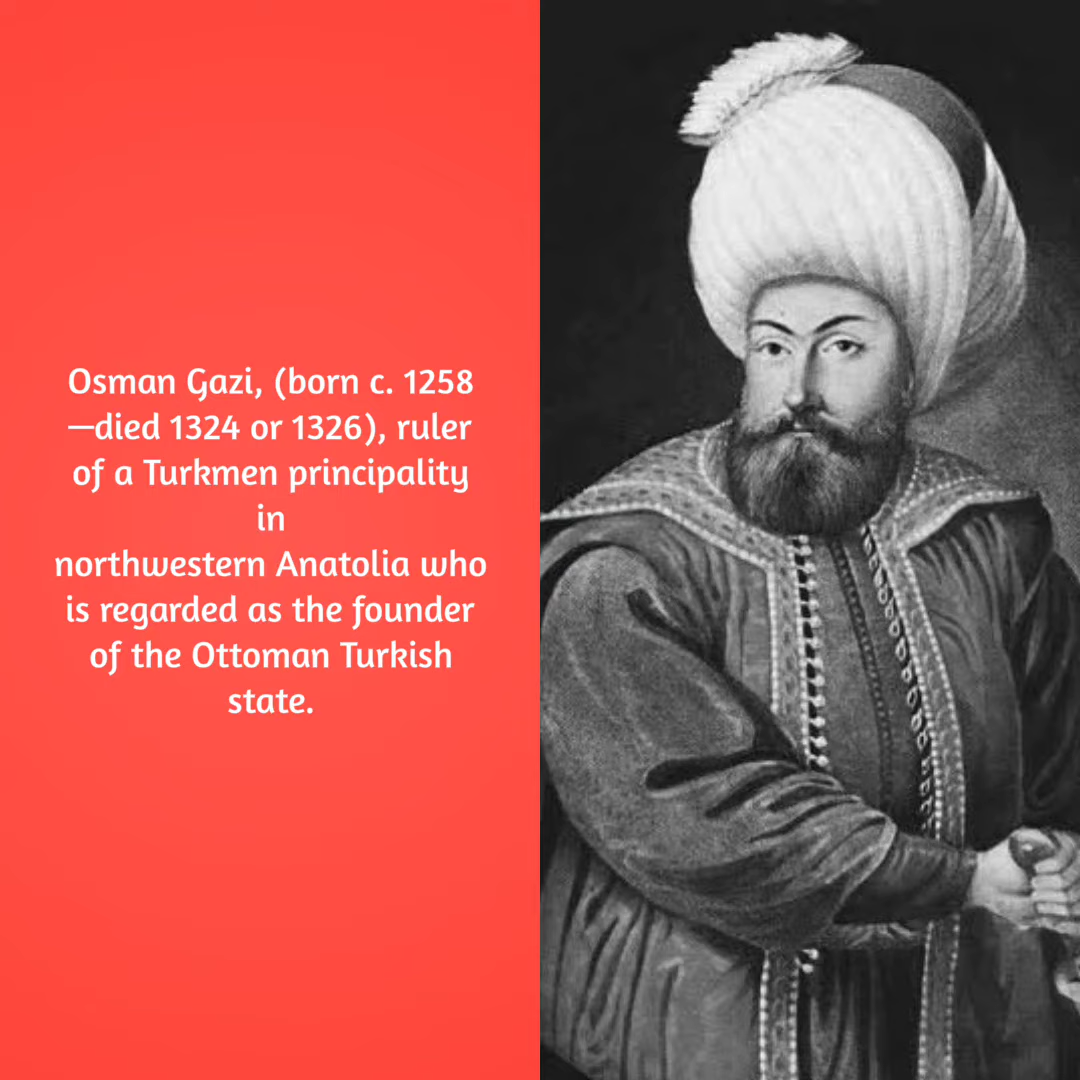 Osman Gazi, (born c. 1258
—died 1324 or 1326), ruler
of a Turkmen principality
in
northwestern Anatolia who
is regarded as the founder
of the Ottoman Turkish
state.